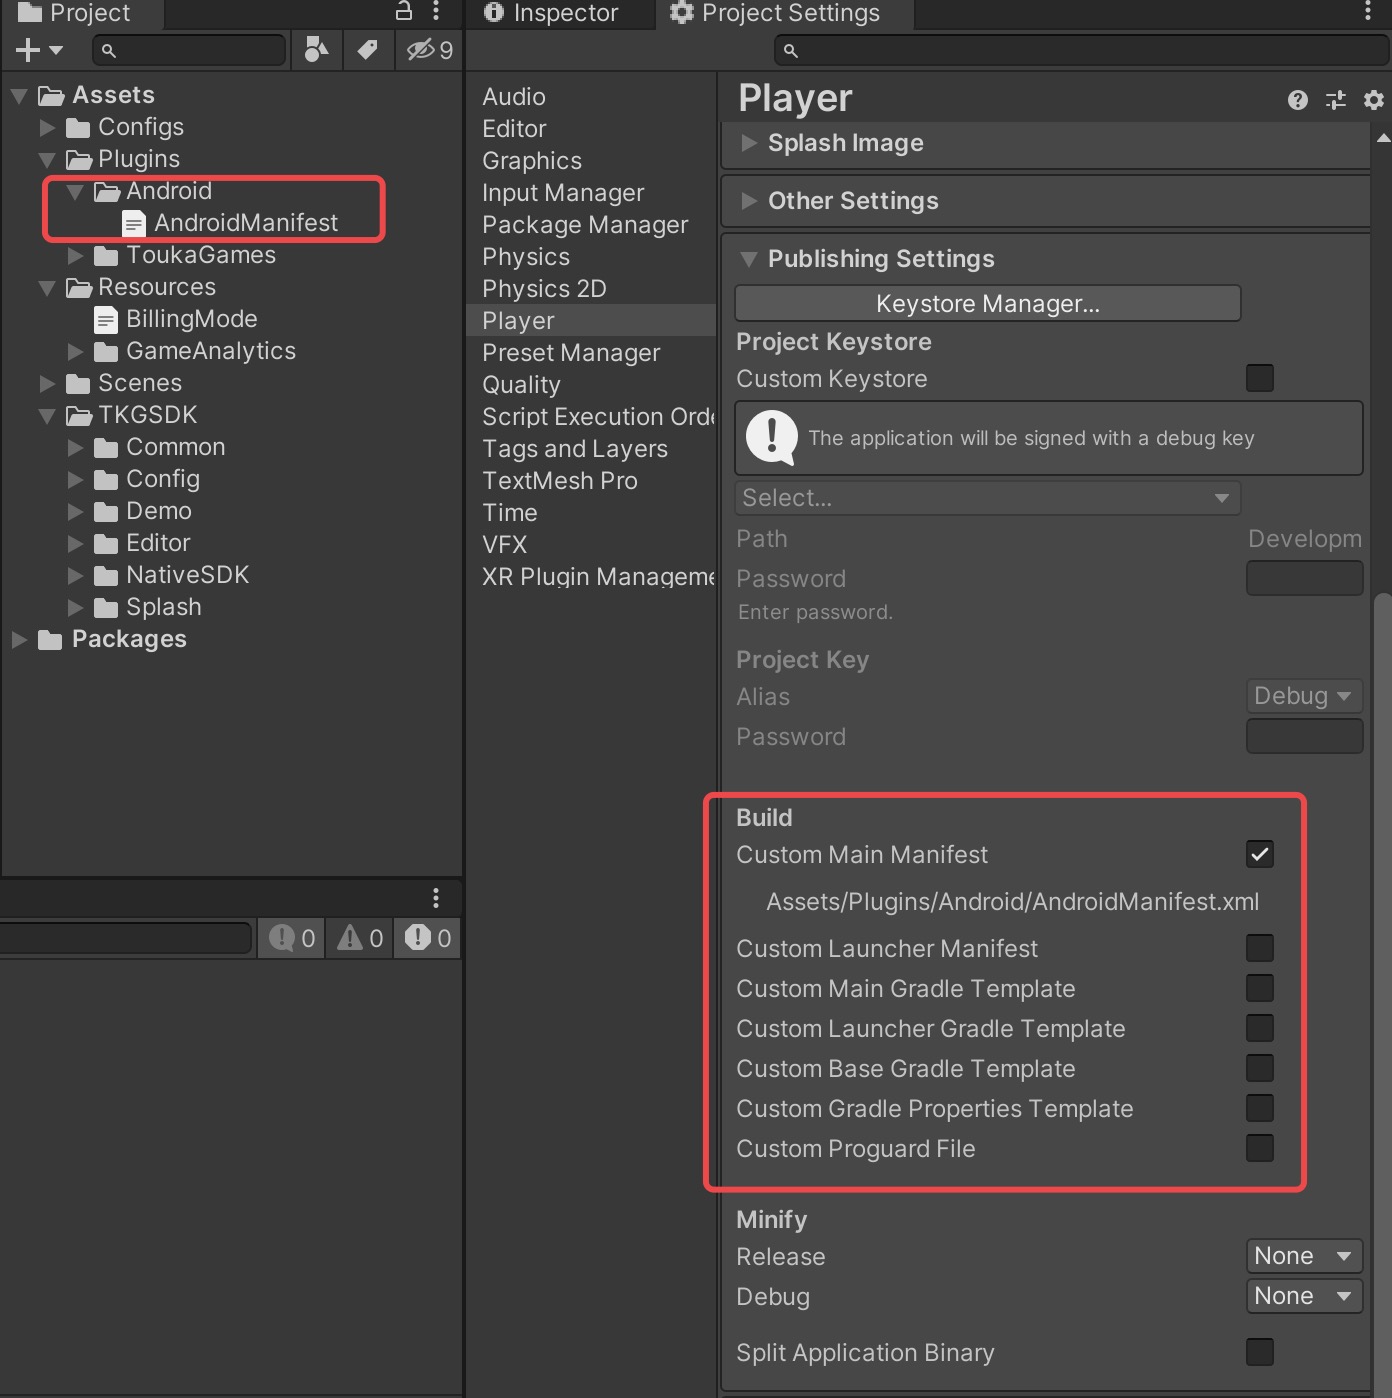 Project
9
Assets
Configs
Plugins
Android
AndroidManifest
ToukaGames
Resources
BillingMode
GameAnalytics
Scenes
TKGSDK
Common
Config
Demo
Editor
NativeSDK
Splash
Packages
0 0 0
Inspector Project Settings
Audio
Editor
Graphics
Input Manager
Package Manager
Physics
Physics 2D
Player
Preset Manager
Quality
Script Execution Orde
Tags and Layers
TextMesh Pro
Time
VFX
XR Plugin Manageme
Player
Splash Image
Other Settings
Publishing Settings
Keystore Manager...
Project Keystore
Custom Keystore
The application will be signed with a debug key
Select...
Path Developm
Password
Enter password.
Project Key
Alias Debug
Password
Build
Custom Main Manifest
Assets/Plugins/Android/AndroidManifest.xml
Custom Launcher Manifest
Custom Main Gradle Template
Custom Launcher Gradle Template
Custom Base Gradle Template
Custom Gradle Properties Template
Custom Proguard File
Minify
Release None
Debug None
Split Application Binary